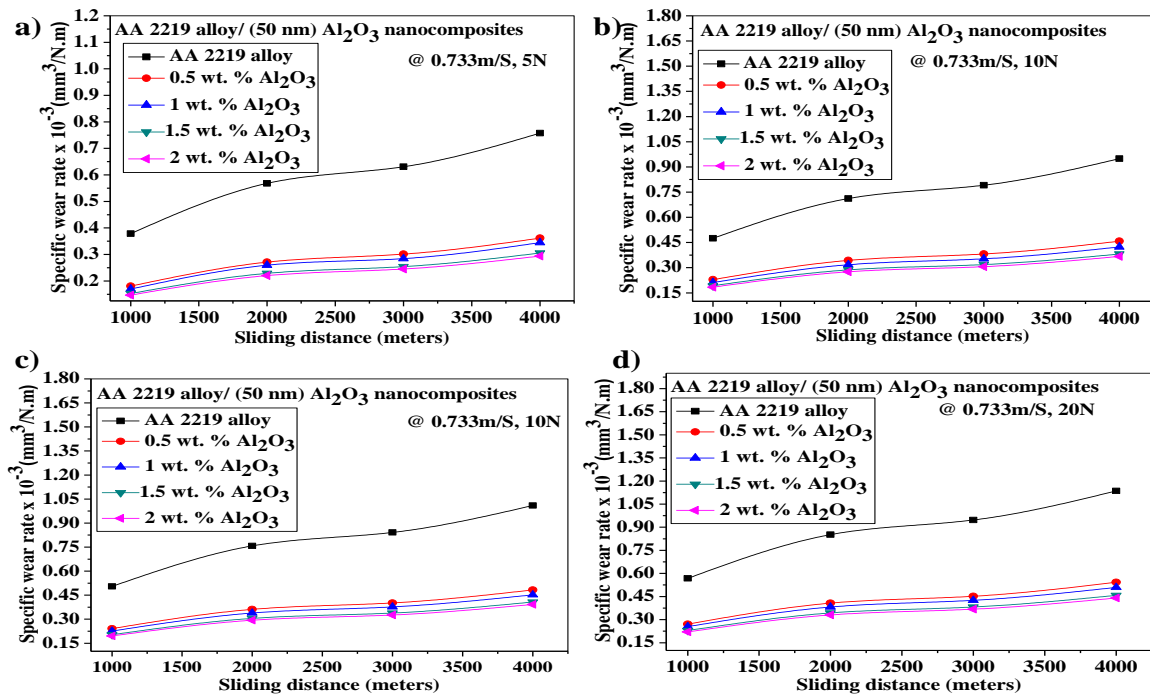 a)
AA 2219 alloy/ (50 nm) Al₂O₃ nanocomposites
@ 0.733m/S, 5N
AA 2219 alloy
0.5 wt. % Al₂O₃
1 wt. % Al₂O₃
1.5 wt. % Al₂O₃
2 wt. % Al₂O₃
Specific wear rate x 10⁻³(mm³/N.m)
1.2
1.1
1.0
0.9
0.8
0.7
0.6
0.5
0.4
0.3
0.2
1000 2000 3000 4000
Sliding distance (meters)
b)
AA 2219 alloy/ (50 nm) Al₂O₃ nanocomposites
@ 0.733m/S, 10N
AA 2219 alloy
0.5 wt. % Al₂O₃
1 wt. % Al₂O₃
1.5 wt. % Al₂O₃
2 wt. % Al₂O₃
Specific wear rate x 10⁻³(mm³/N.m)
1.80
1.65
1.50
1.35
1.20
1.05
0.90
0.75
0.60
0.45
0.30
0.15
1000 2000 3000 4000
Sliding distance (meters)
c)
AA 2219 alloy/ (50 nm) Al₂O₃ nanocomposites
@ 0.733m/S, 10N
AA 2219 alloy
0.5 wt. % Al₂O₃
1 wt. % Al₂O₃
1.5 wt. % Al₂O₃
2 wt. % Al₂O₃
Specific wear rate x 10⁻³(mm³/N.m)
1.80
1.65
1.50
1.35
1.20
1.05
0.90
0.75
0.60
0.45
0.30
0.15
1000 2000 3000 4000
Sliding distance (meters)
d)
AA 2219 alloy/ (50 nm) Al₂O₃ nanocomposites
@ 0.733m/S, 20N
AA 2219 alloy
0.5 wt. % Al₂O₃
1 wt. % Al₂O₃
1.5 wt. % Al₂O₃
2 wt. % Al₂O₃
Specific wear rate x 10⁻³(mm³/N.m)
1.80
1.65
1.50
1.35
1.20
1.05
0.90
0.75
0.60
0.45
0.30
0.15
1000 2000 3000 4000
Sliding distance (meters)